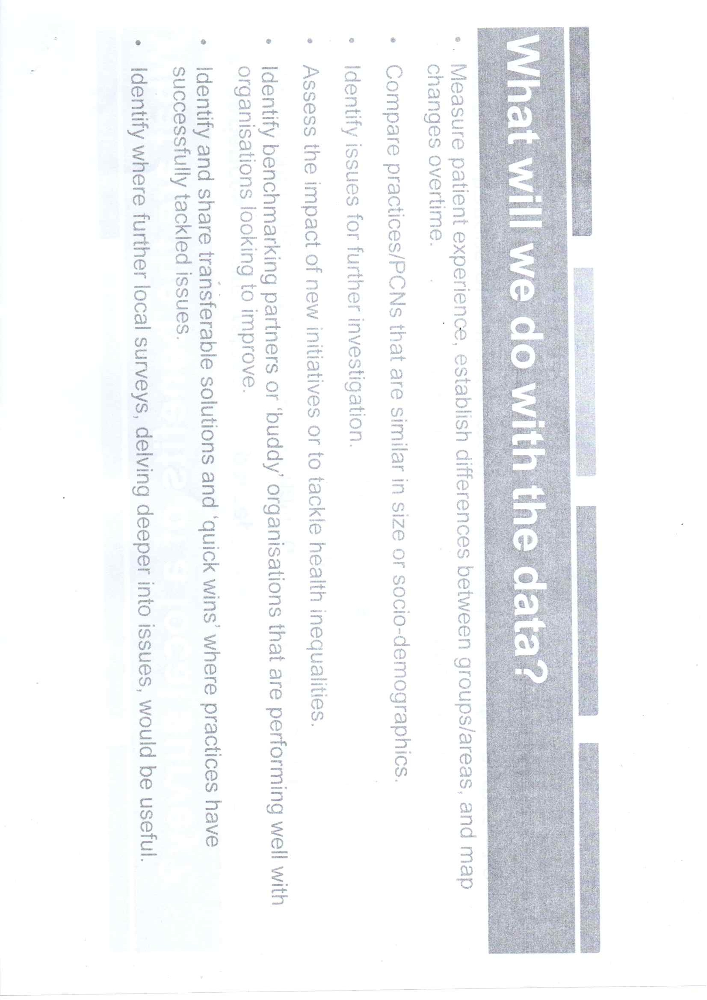 What will we do with the data?
• Measure patient experience, establish differences between groups/areas, and map
changes overtime.
• Compare practices/PCNs that are similar in size or socio-demographics.
• Identify issues for further investigation.
• Assess the impact of new initiatives or to tackle health inequalities.
• Identify benchmarking partners or ‘buddy’ organisations that are performing well with
organisations looking to improve.
• Identify and share transferable solutions and ‘quick wins’ where practices have
successfully tackled issues.
• Identify where further local surveys, delving deeper into issues, would be useful.